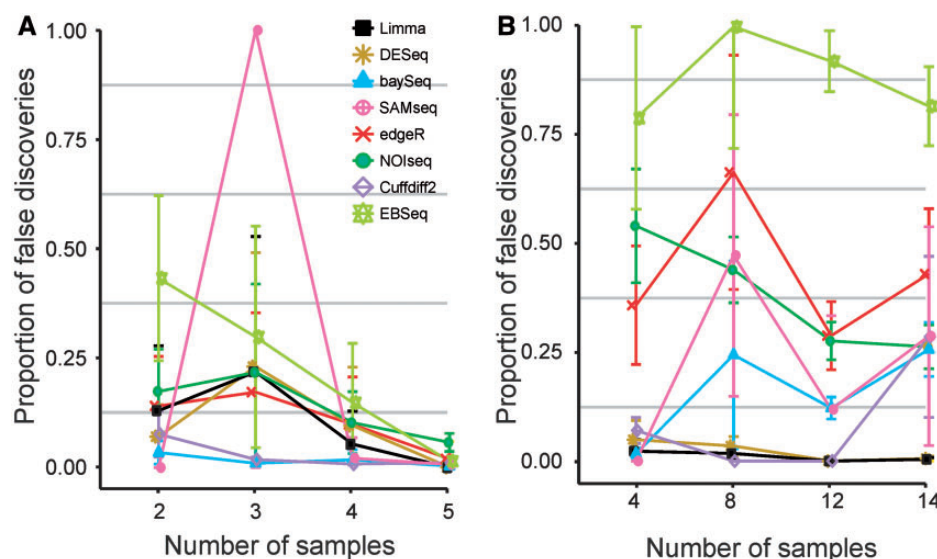 A
B
Proportion of false discoveries
1.00
0.75
0.50
0.25
0.00
Limma
DESeq
baySeq
SAMseq
edgeR
NOIseq
Cuffdiff2
EBSeq
2
3
4
5
Number of samples
Proportion of false discoveries
1.00
0.75
0.50
0.25
0.00
4
8
12
14
Number of samples